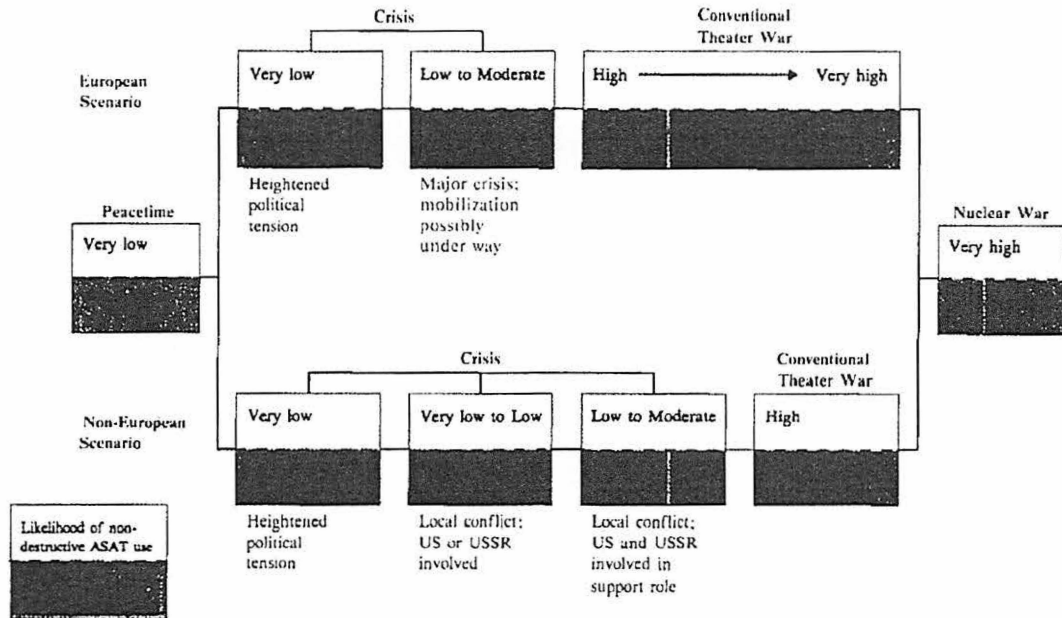 Crisis
Conventional
Theater War
European
Scenario
Very low
Low to Moderate
High
Very high
Heightened
political
tension
Major crisis;
mobilization
possibly
under way
Peacetime
Very low
Nuclear War
Very high
Crisis
Conventional
Theater War
Non-European
Scenario
Very low
Very low to Low
Low to Moderate
High
Heightened
political
tension
Local conflict;
US or USSR
involved
Local conflict;
US and USSR
involved in
support role
Likelihood of non-
destructive ASAT use